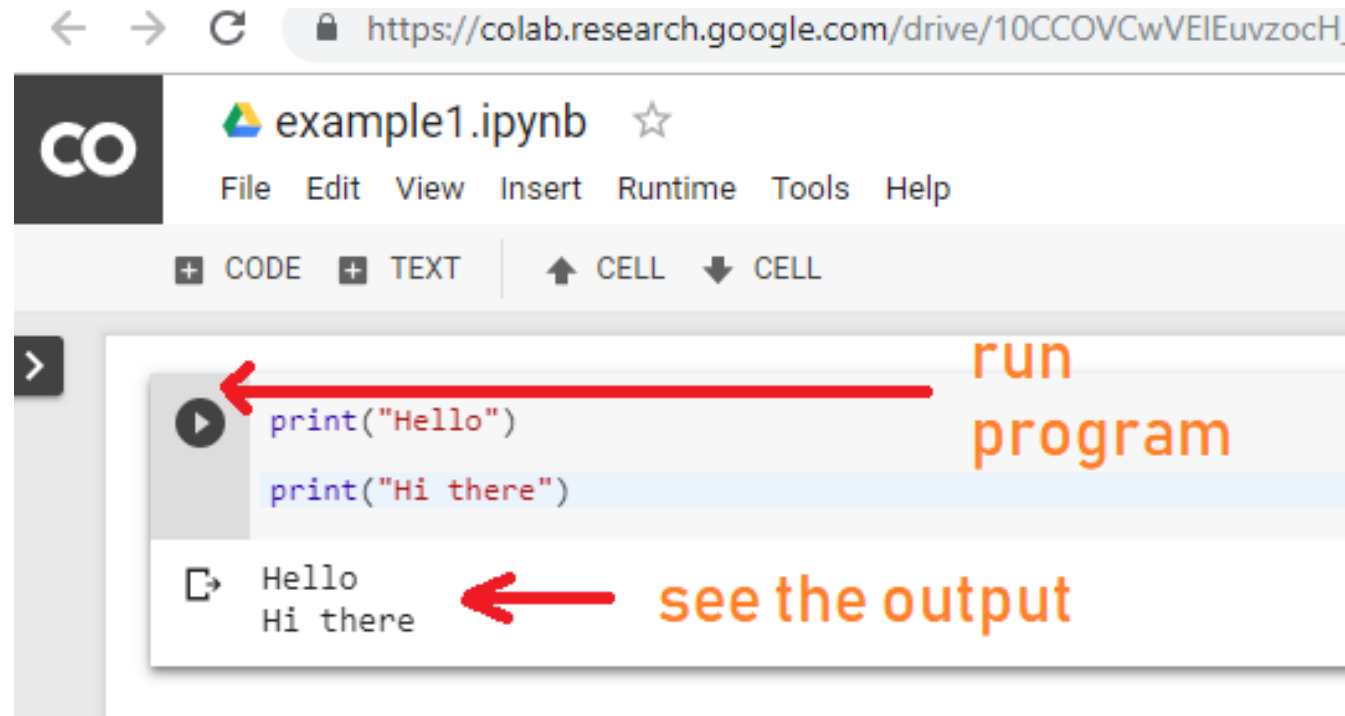 https://colab.research.google.com/drive/10CCOVCwVElEuvzocH_
CO
example1.ipynb
File Edit View Insert Runtime Tools Help
CODE TEXT CELL CELL
run
program
print("Hello")
print("Hi there")
Hello
Hi there
see the output